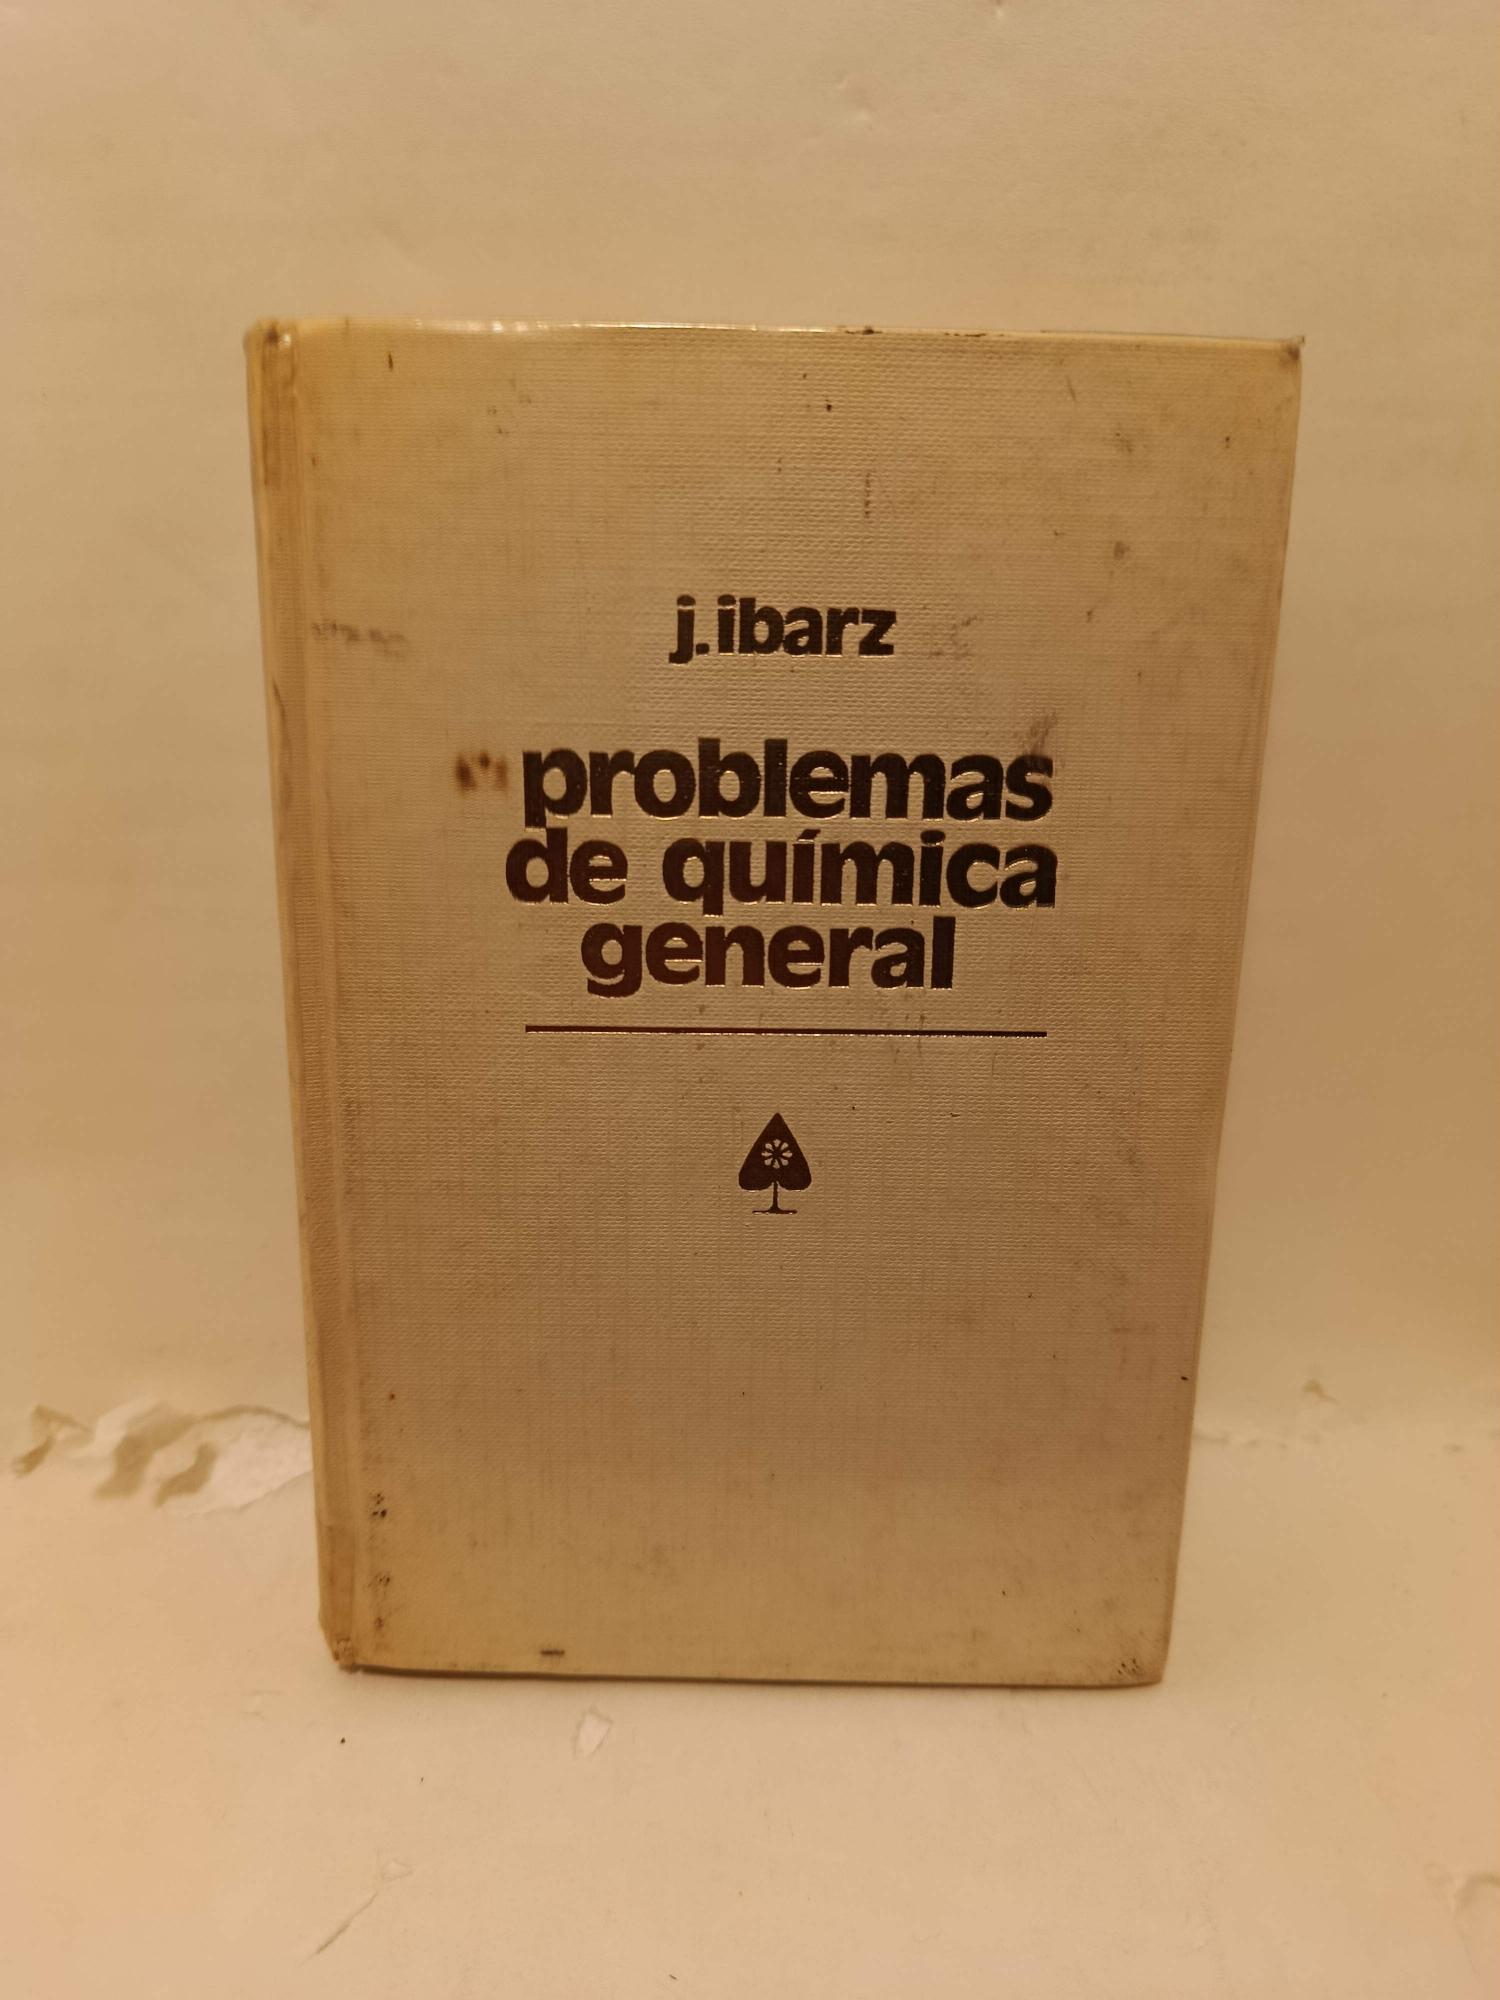 j. ibarz
problemas
de química
general